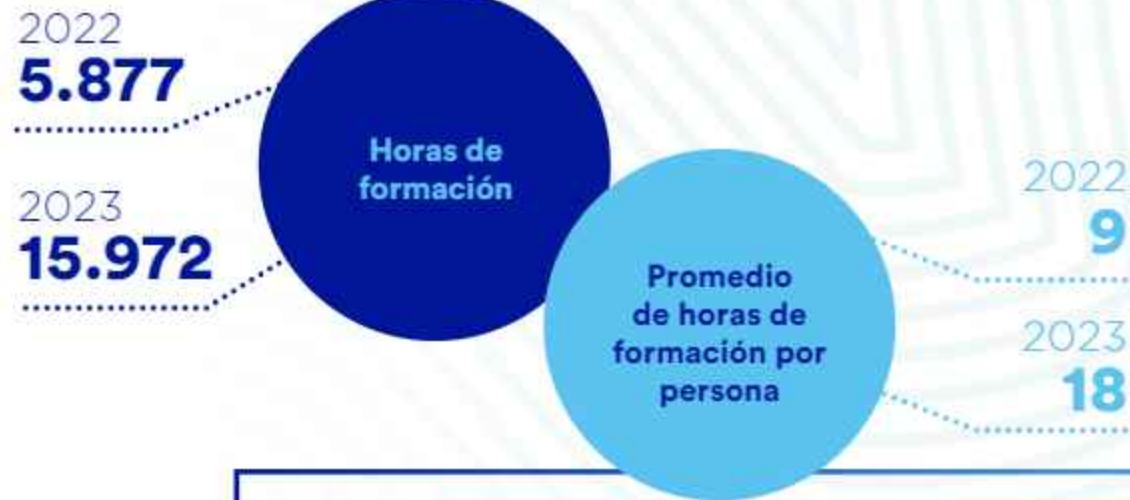 2022
5.877
2023
15.972
Horas de
formación
Promedio
de horas de
formación por
persona
2022
9
2023
18